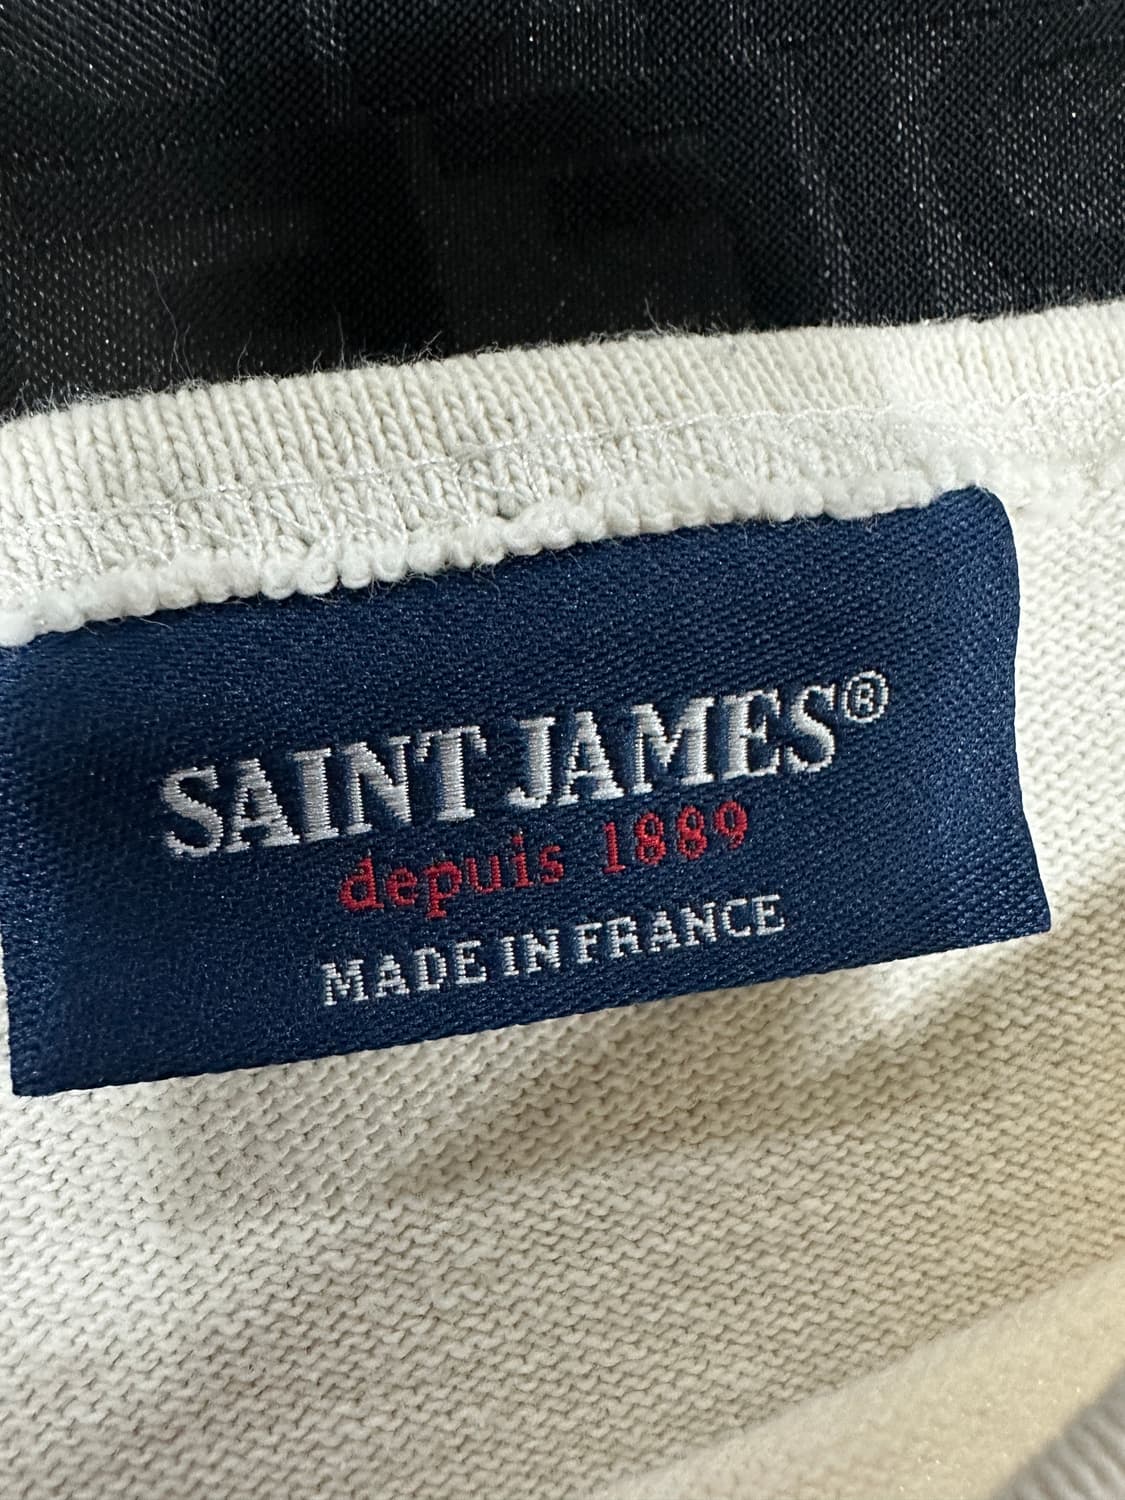 SAINT JAMES®
depuis 1889
MADE IN FRANCE